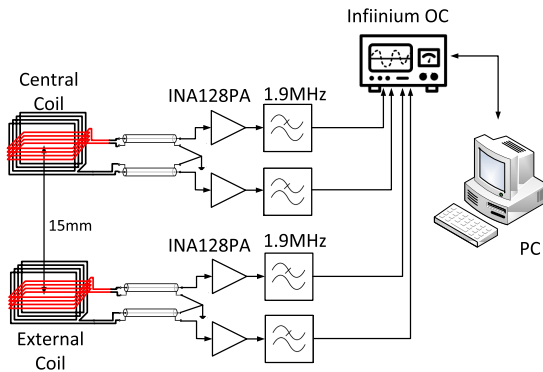 Infiinium OC
Central
Coil
INA128PA
1.9MHz
15mm
INA128PA
1.9MHz
PC
External
Coil